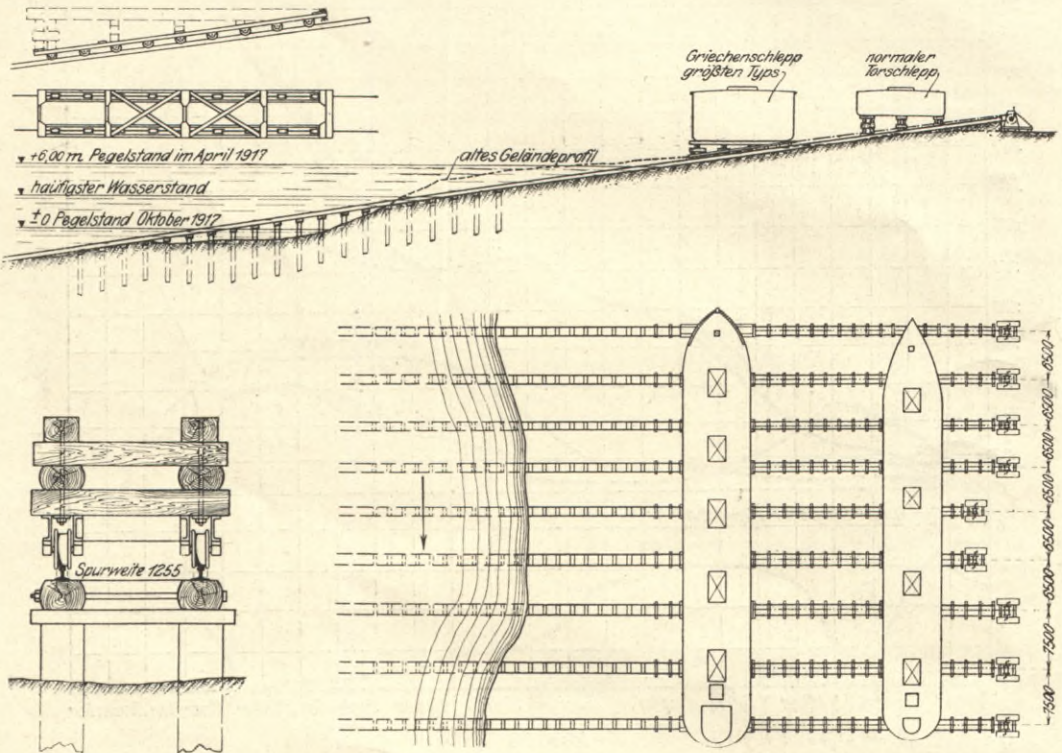 Griechenschlepp
größten Typs
normaler
Torschlepp
+6,00 m Pegelstand im April 1917
altes Geländeprofil
häufigster Wasserstand
±0 Pegelstand Oktober 1917
Spurweite 1255
6500
6500
6500
6500
6500
6500
7500
7500